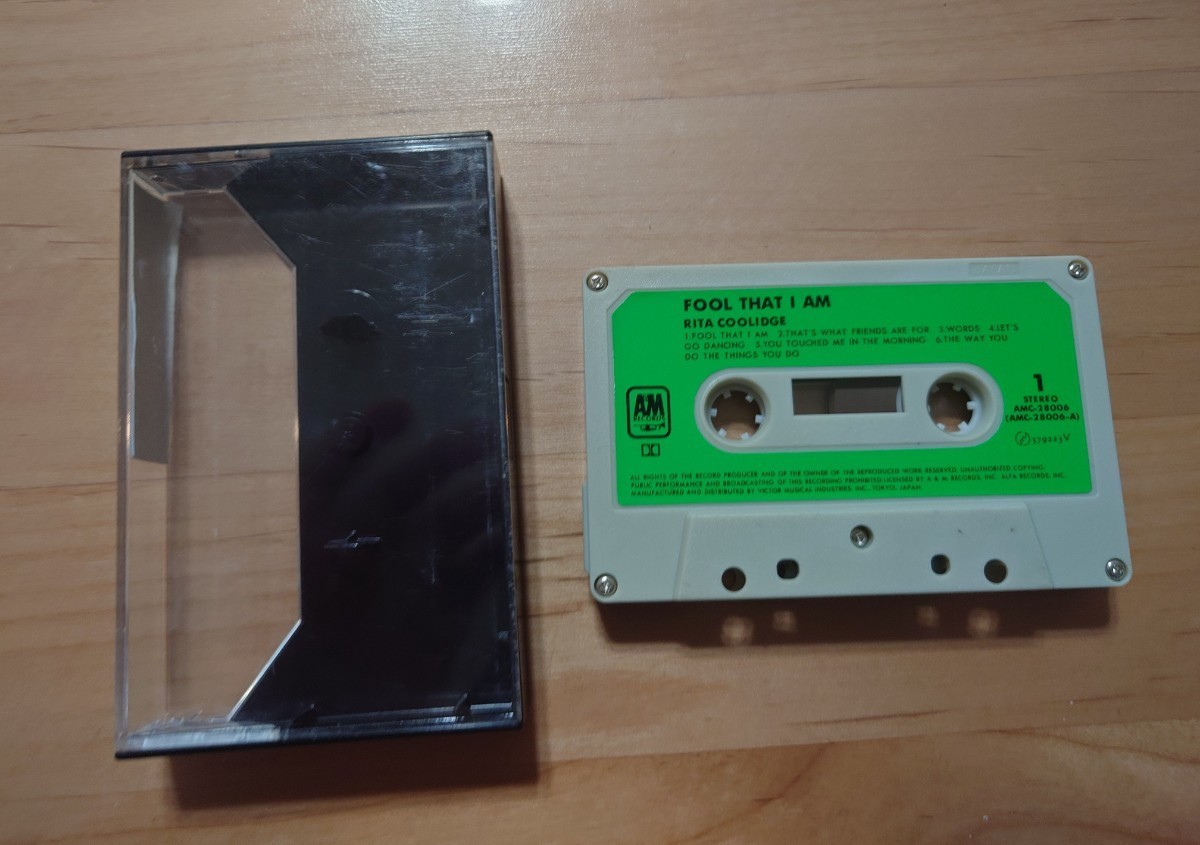 FOOL THAT I AM
RITA COOLIDGE
1.FOOL THAT I AM 2.THAT'S WHAT FRIENDS ARE FOR 3.WORDS 4.LET'S
GO DANCING 5.YOU TOUCHED ME IN THE MORNING 6.THE WAY YOU
DO THE THINGS YOU DO
A&M
RECORDS
1
STEREO
AMC-28006
(AMC-28006-A)
379223V
ALL RIGHTS OF THE RECORD PRODUCER AND OF THE OWNER OF THE REPRODUCED WORK RESERVED. UNAUTHORIZED COPYING.
PUBLIC PERFORMANCE AND BROADCASTING OF THIS RECORDING PROHIBITED.LICENSED BY A & M RECORDS, INC. ALFA RECORDS, INC.,
MANUFACTURED AND DISTRIBUTED BY VICTOR MUSICAL INDUSTRIES, INC., TOKYO, JAPAN